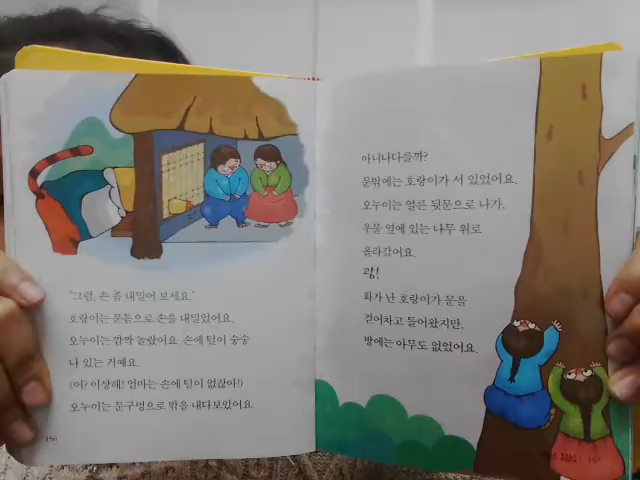 "그럼, 손 좀 내밀어 보세요."
호랑이는 문틈으로 손을 내밀었어요.
오누이는 깜짝 놀랐어요. 손에 털이 숭숭
나 있는 거예요.
(어? 이상해! 엄마는 손에 털이 없잖아!)
오누이는 문구멍으로 밖을 내다보았어요.
156
아니나다를까?
문밖에는 호랑이가 서 있었어요.
오누이는 얼른 뒷문으로 나가,
우물 옆에 있는 나무 위로
올라갔어요.
쾅!
화가 난 호랑이가 문을
걷어차고 들어왔지만,
방에는 아무도 없었어요.